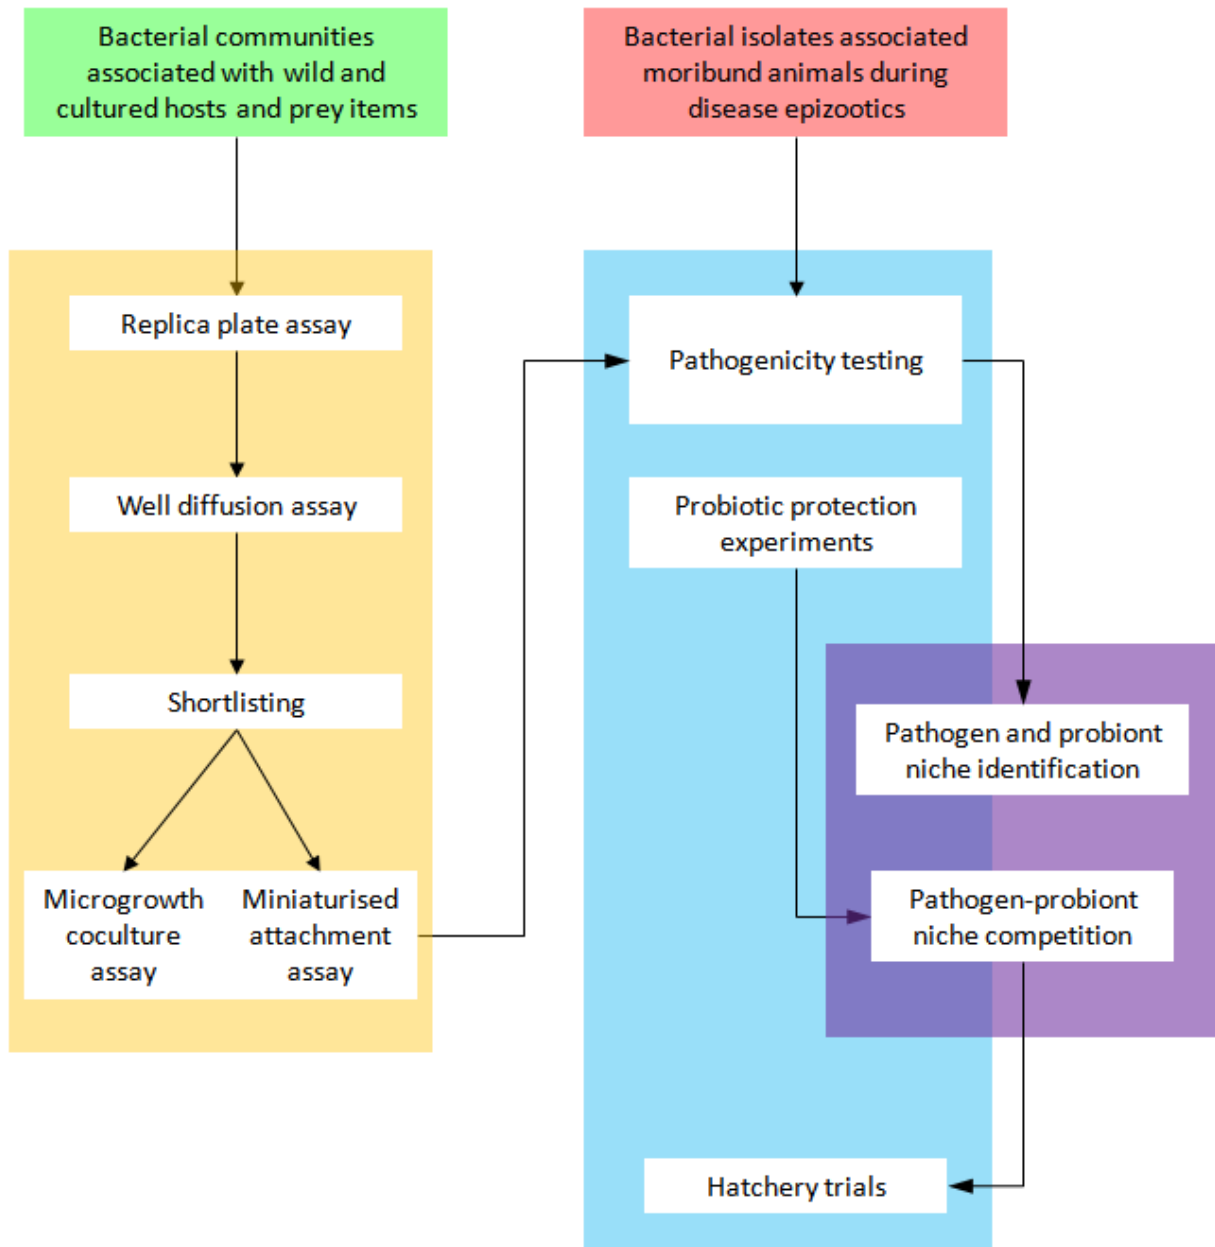 Bacterial communities
associated with wild and
cultured hosts and prey items
Bacterial isolates associated
moribund animals during
disease epizootics
Replica plate assay
Well diffusion assay
Shortlisting
Microgrowth
coculture
assay
Miniaturised
attachment
assay
Pathogenicity testing
Probiotic protection
experiments
Pathogen and probiont
niche identification
Pathogen-probiont
niche competition
Hatchery trials